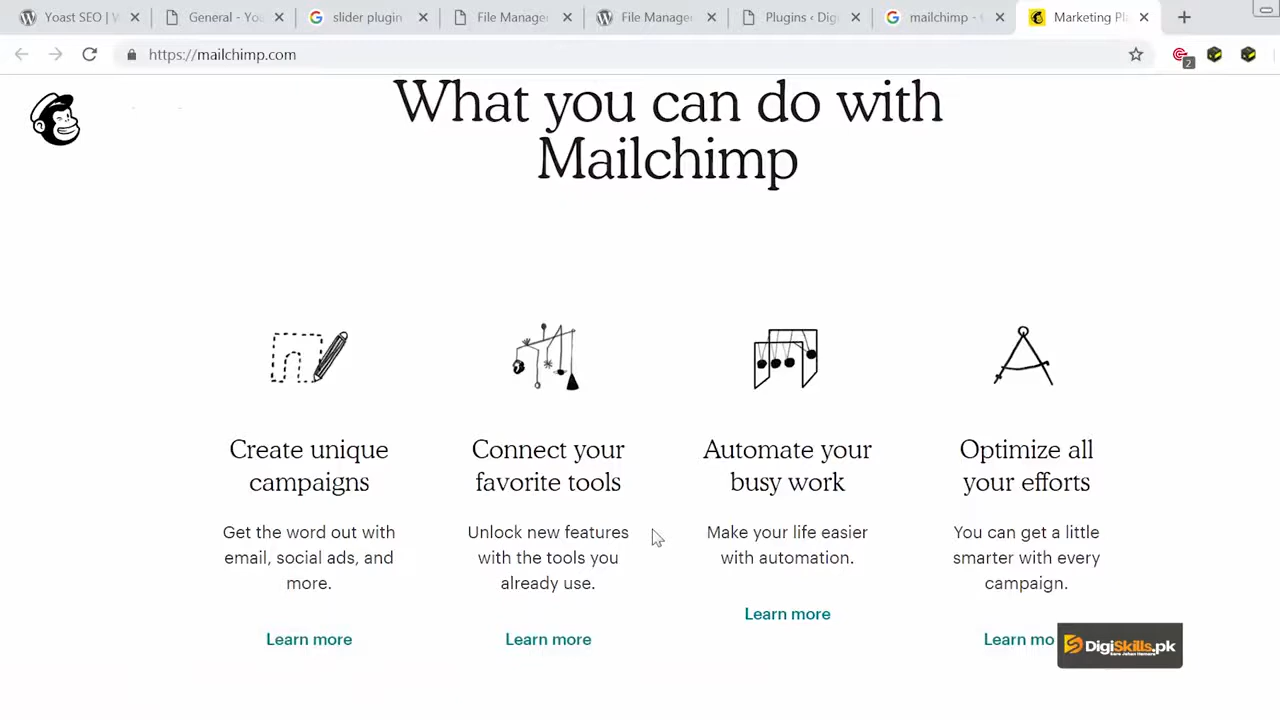 Yoast SEO | W
General - You
slider plugin
File Manage
File Manage
Plugins ‹ Dig
mailchimp -
Marketing Pl
https://mailchimp.com
2
What you can do with
Mailchimp
Create unique
campaigns
Get the word out with
email, social ads, and
more.
Learn more
Connect your
favorite tools
Unlock new features
with the tools you
already use.
Learn more
Automate your
busy work
Make your life easier
with automation.
Learn more
Optimize all
your efforts
You can get a little
smarter with every
campaign.
Learn mo
DigiSkills.pk